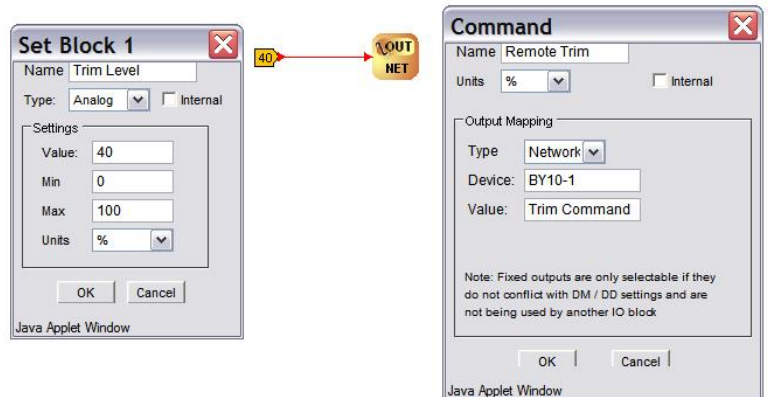 Set Block 1
Name Trim Level
Type: Analog Internal
Settings
Value: 40
Min 0
Max 100
Units %
OK Cancel
Java Applet Window
40
OUT
NET
Command
Name Remote Trim
Units % Internal
Output Mapping
Type Network
Device: BY10-1
Value: Trim Command
Note: Fixed outputs are only selectable if they
do not conflict with DM / DD settings and are
not being used by another IO block
OK Cancel
Java Applet Window